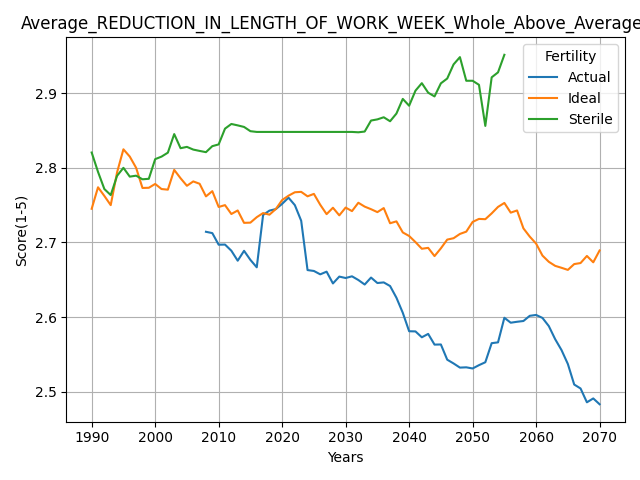 Average_REDUCTION_IN_LENGTH_OF_WORK_WEEK_Whole_Above_Average
Fertility
Actual
Ideal
Sterile
Score(1-5)
2.9
2.8
2.7
2.6
2.5
1990 2000 2010 2020 2030 2040 2050 2060 2070
Years